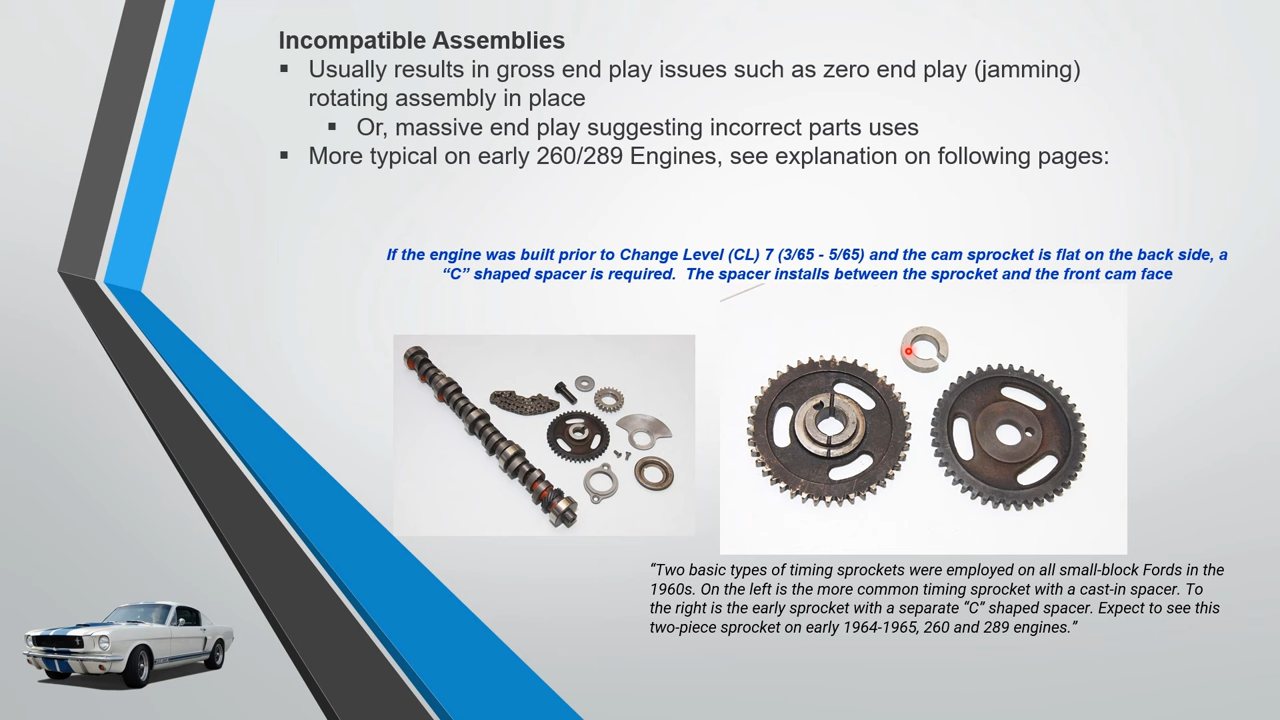 Incompatible Assemblies
▪ Usually results in gross end play issues such as zero end play (jamming)
rotating assembly in place
▪ Or, massive end play suggesting incorrect parts uses
▪ More typical on early 260/289 Engines, see explanation on following pages:
If the engine was built prior to Change Level (CL) 7 (3/65 - 5/65) and the cam sprocket is flat on the back side, a
“C” shaped spacer is required. The spacer installs between the sprocket and the front cam face
“Two basic types of timing sprockets were employed on all small-block Fords in the
1960s. On the left is the more common timing sprocket with a cast-in spacer. To
the right is the early sprocket with a separate “C” shaped spacer. Expect to see this
two-piece sprocket on early 1964-1965, 260 and 289 engines.”